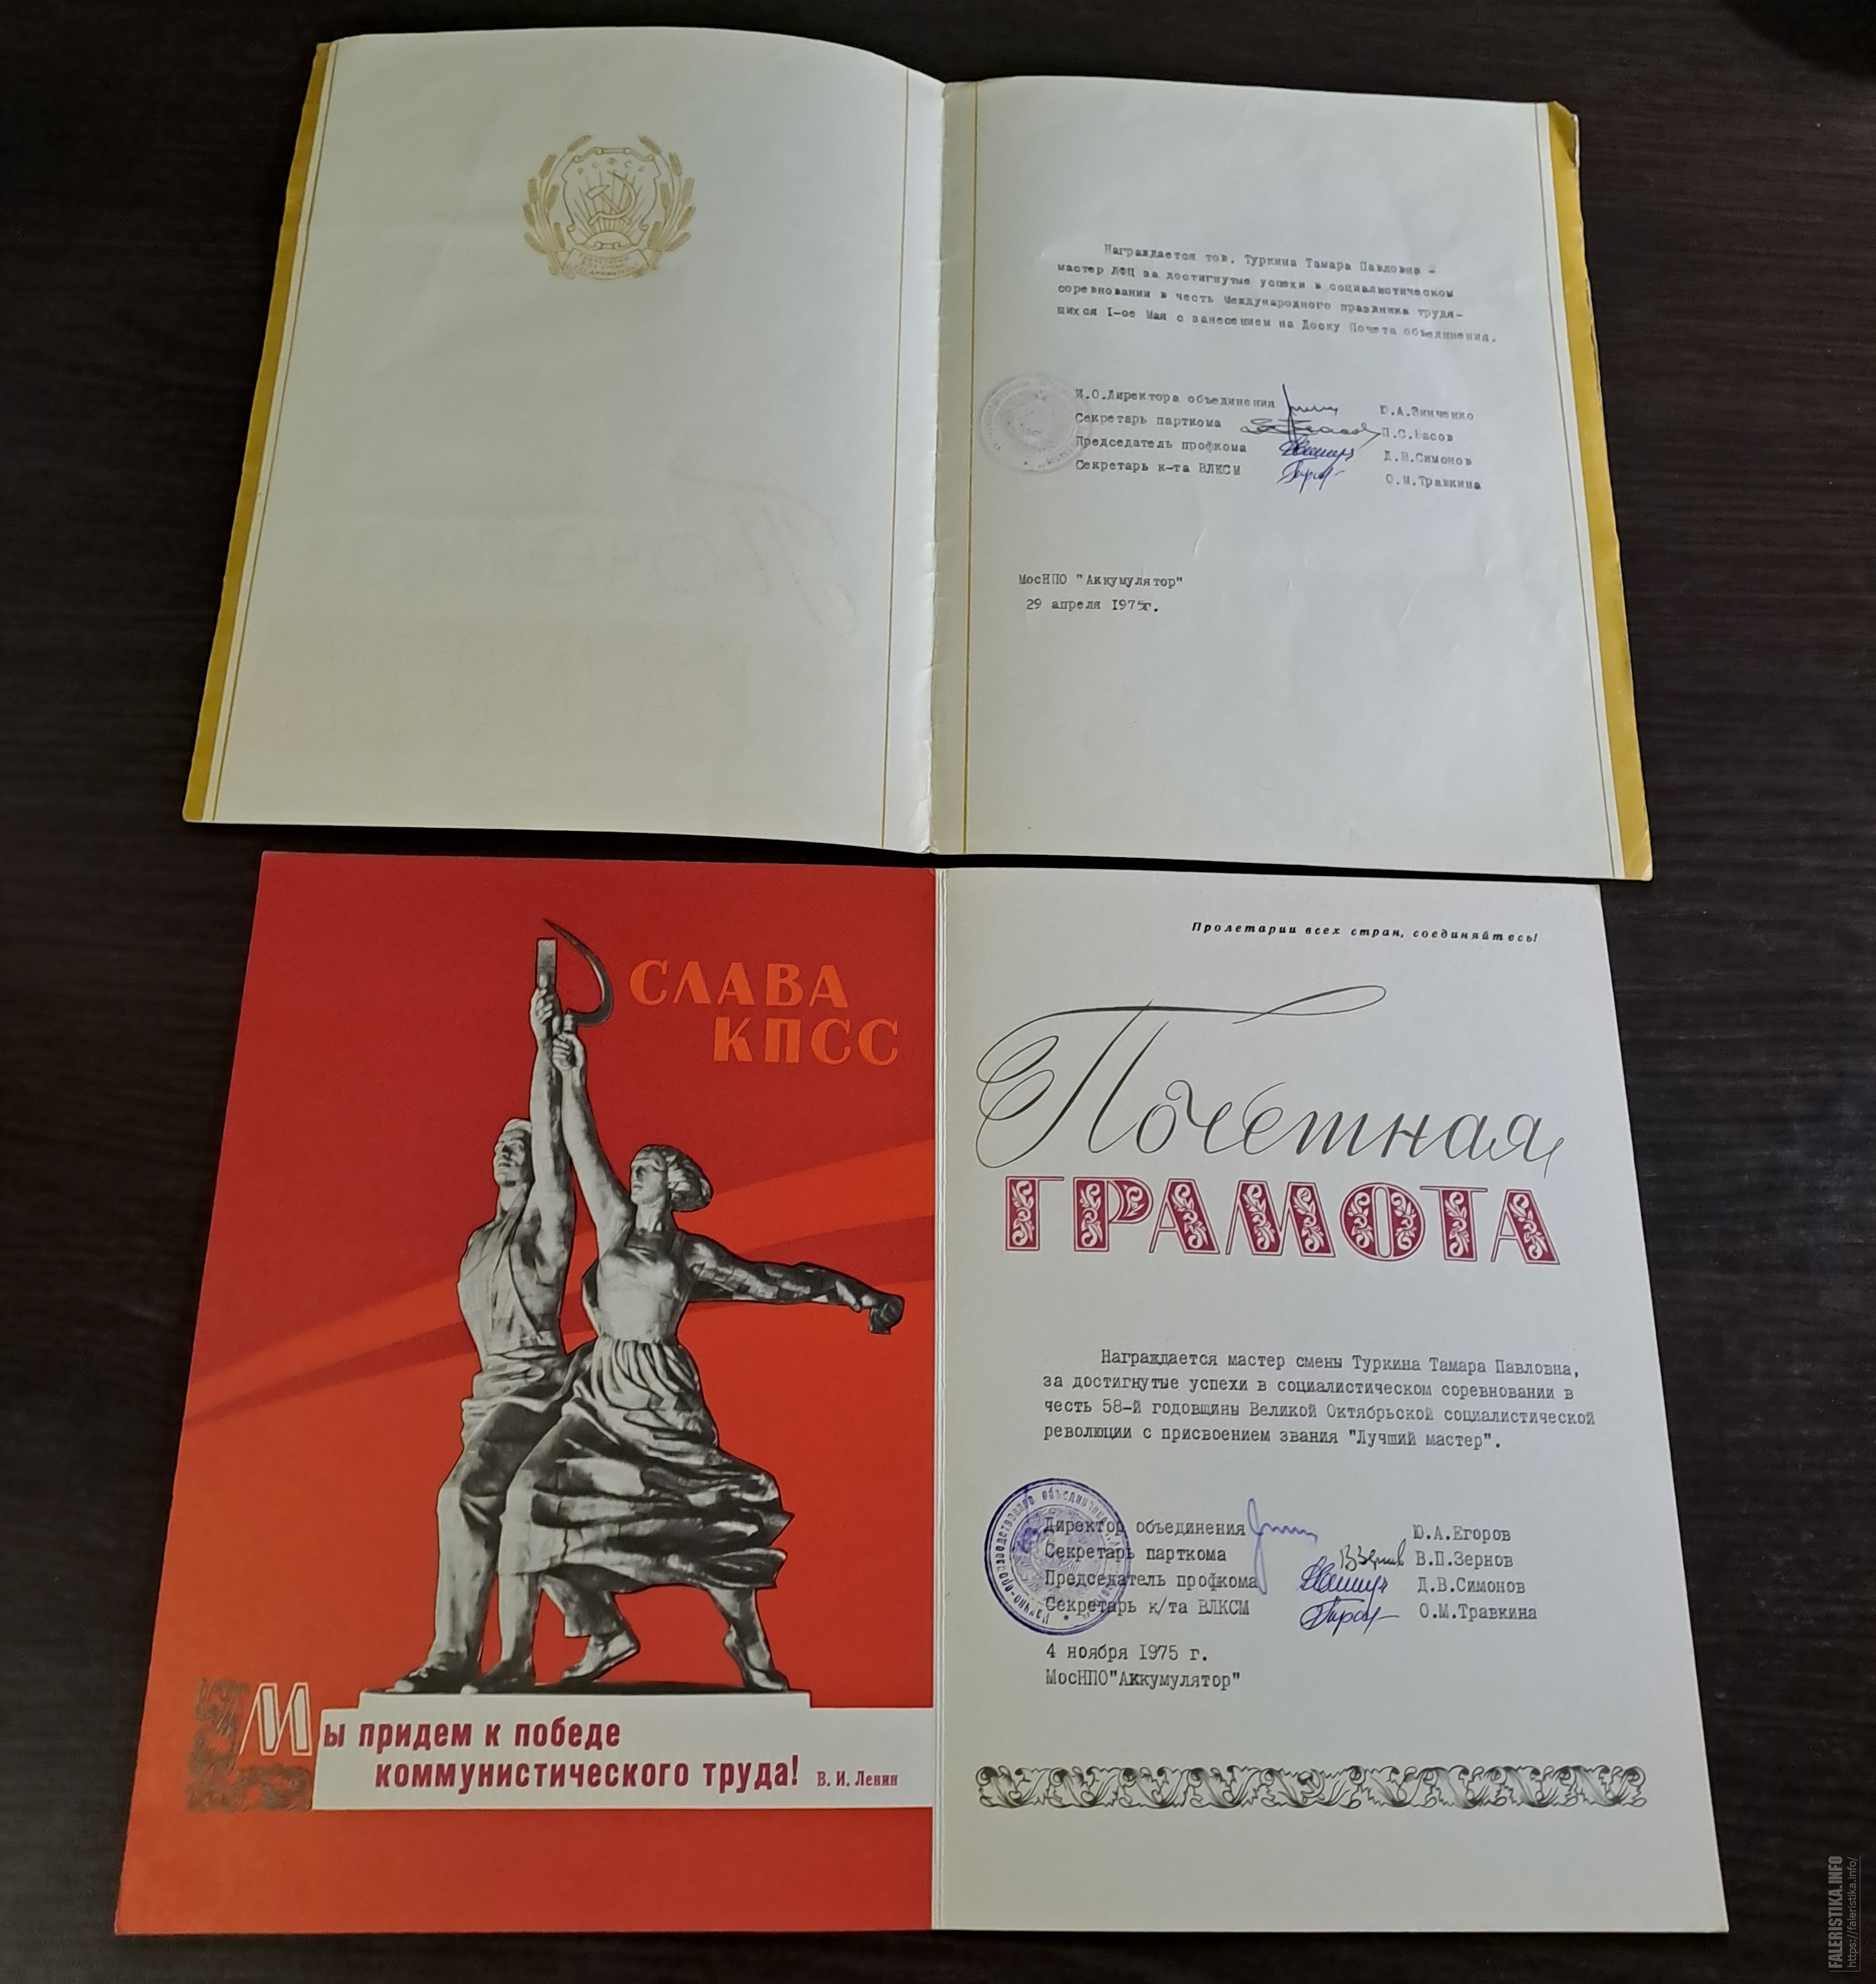 РСФСР
Награждается тов. Туркина Тамара Павловна –
мастер ЛФЦ за достигнутые успехи в социалистическом
соревновании в честь Международного праздника трудя-
щихся I-ое Мая с занесением на Доску Почета объединения.
И.О.Директора объединения Ю.А.Зинченко
Секретарь парткома П.С.Васов
Председатель профкома Д.В.Симонов
Секретарь к-та ВЛКСМ О.М.Травкина
МосНПО "Аккумулятор"
29 апреля 1975г.
СЛАВА
КПСС
Мы придем к победе
коммунистического труда! В. И. Ленин
Пролетарии всех стран, соединяйтесь!
Почетная
ГРАМОТА
Награждается мастер смены Туркина Тамара Павловна,
за достигнутые успехи в социалистическом соревновании в
честь 58-й годовщины Великой Октябрьской социалистической
революции с присвоением звания "Лучший мастер".
Директор объединения Ю.А.Егоров
Секретарь парткома В.П.Зернов
Председатель профкома Д.В.Симонов
Секретарь к/та ВЛКСМ О.М.Травкина
4 ноября 1975 г.
МосНПО"Аккумулятор"
FALERISTIKA.INFO
https://faleristika.info/